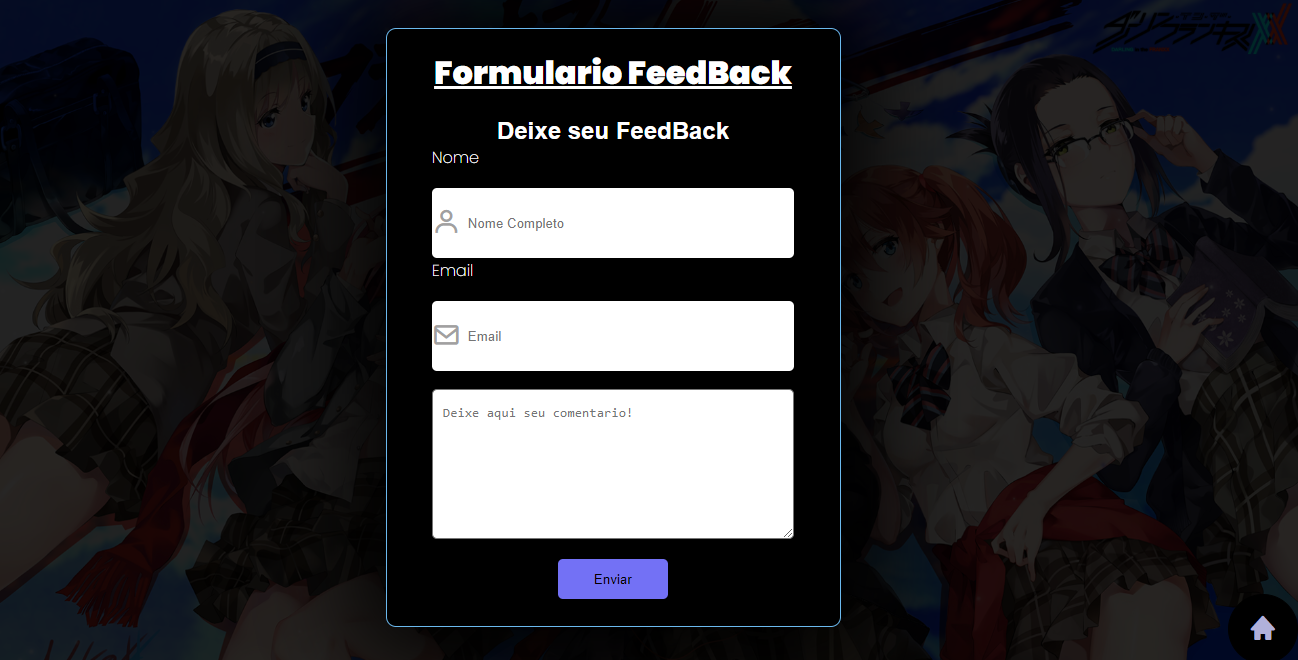 Formulario FeedBack
Deixe seu FeedBack
Nome
Nome Completo
Email
Email
Deixe aqui seu comentario!
Enviar